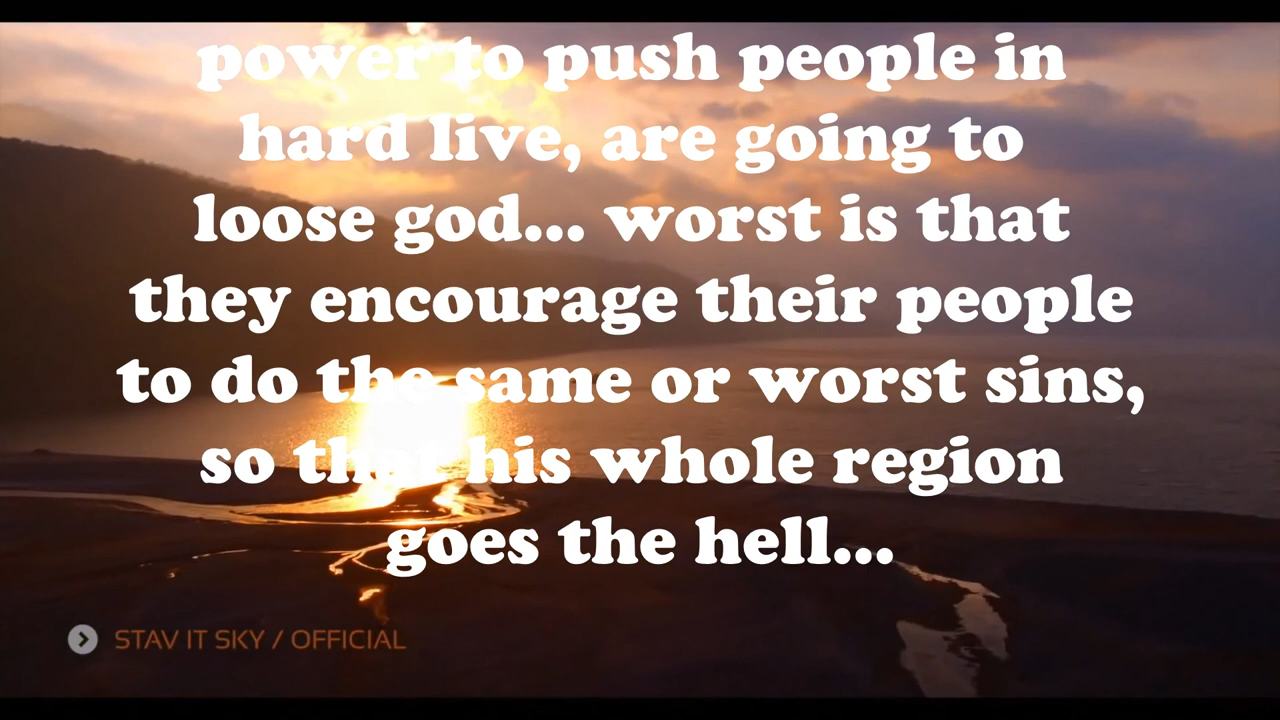 power to push people in
hard live, are going to
loose god... worst is that
they encourage their people
to do the same or worst sins,
so that his whole region
goes the hell...
STAV IT SKY / OFFICIAL